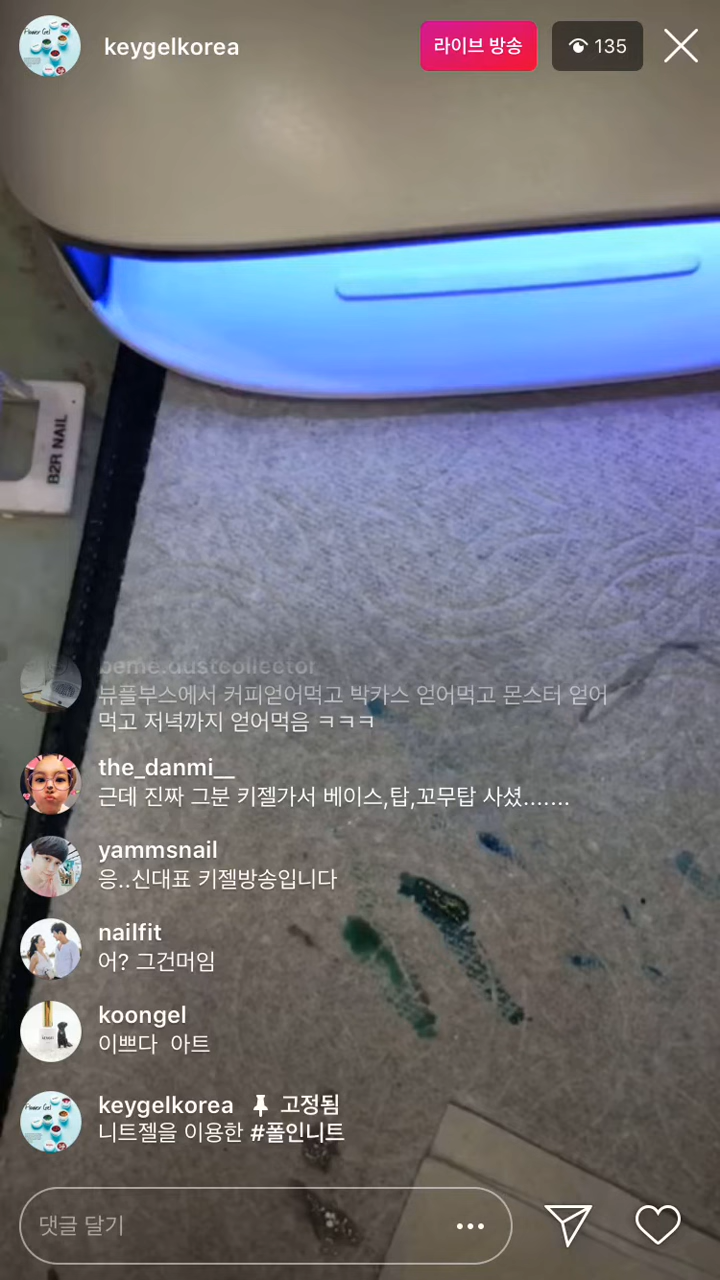 keygelkorea
라이브 방송
135
B2R NAIL
beme.dustcollector
뷰플부스에서 커피얻어먹고 박카스 얻어먹고 몬스터 얻어
먹고 저녁까지 얻어먹음 ㅋㅋㅋ
the_danmi__
근데 진짜 그분 키젤가서 베이스,탑,꼬무탑 사셨.......
yammsnail
응..신대표 키젤방송입니다
nailfit
어? 그건머임
koongel
이쁘다 아트
keygelkorea 고정됨
니트젤을 이용한 #폴인니트
댓글 달기